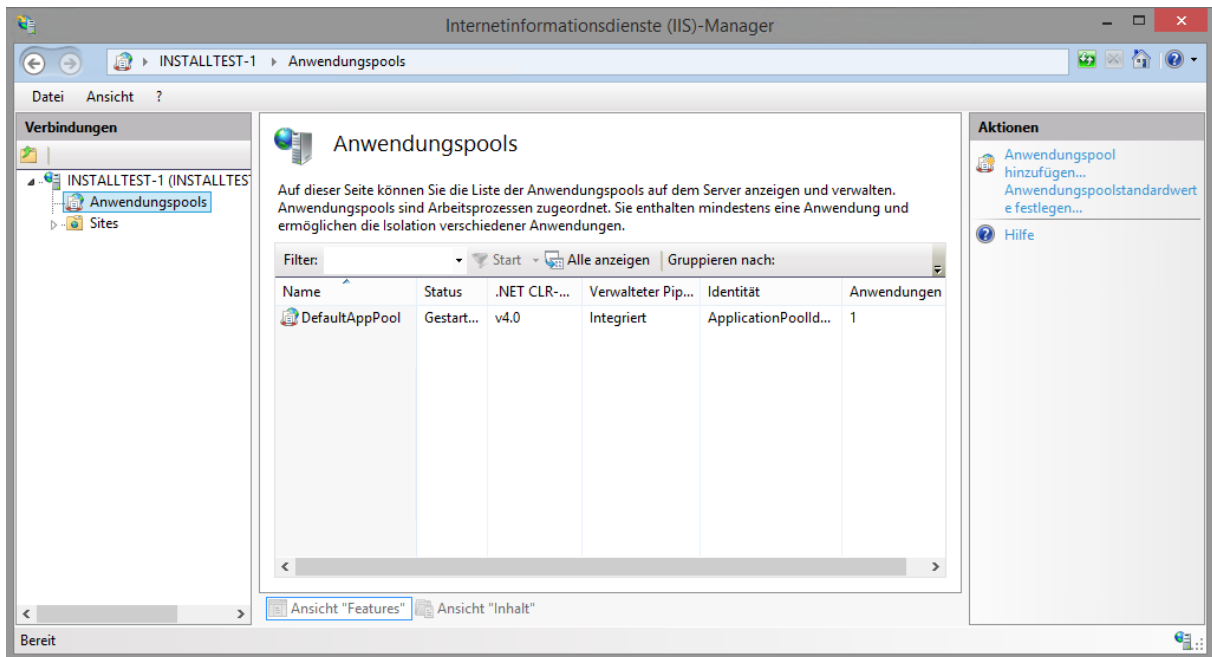 Internetinformationsdienste (IIS)-Manager
INSTALLTEST-1 Anwendungspools
Datei Ansicht ?
Verbindungen
INSTALLTEST-1 (INSTALLTES
Anwendungspools
Sites
Anwendungspools
Auf dieser Seite können Sie die Liste der Anwendungspools auf dem Server anzeigen und verwalten.
Anwendungspools sind Arbeitsprozessen zugeordnet. Sie enthalten mindestens eine Anwendung und
ermöglichen die Isolation verschiedener Anwendungen.
Filter: Start Alle anzeigen Gruppieren nach:
Name Status .NET CLR-... Verwalteter Pip... Identität Anwendungen
DefaultAppPool Gestart... v4.0 Integriert ApplicationPoolId... 1
Ansicht "Features" Ansicht "Inhalt"
Aktionen
Anwendungspool
hinzufügen...
Anwendungspoolstandardwert
e festlegen...
Hilfe
Bereit